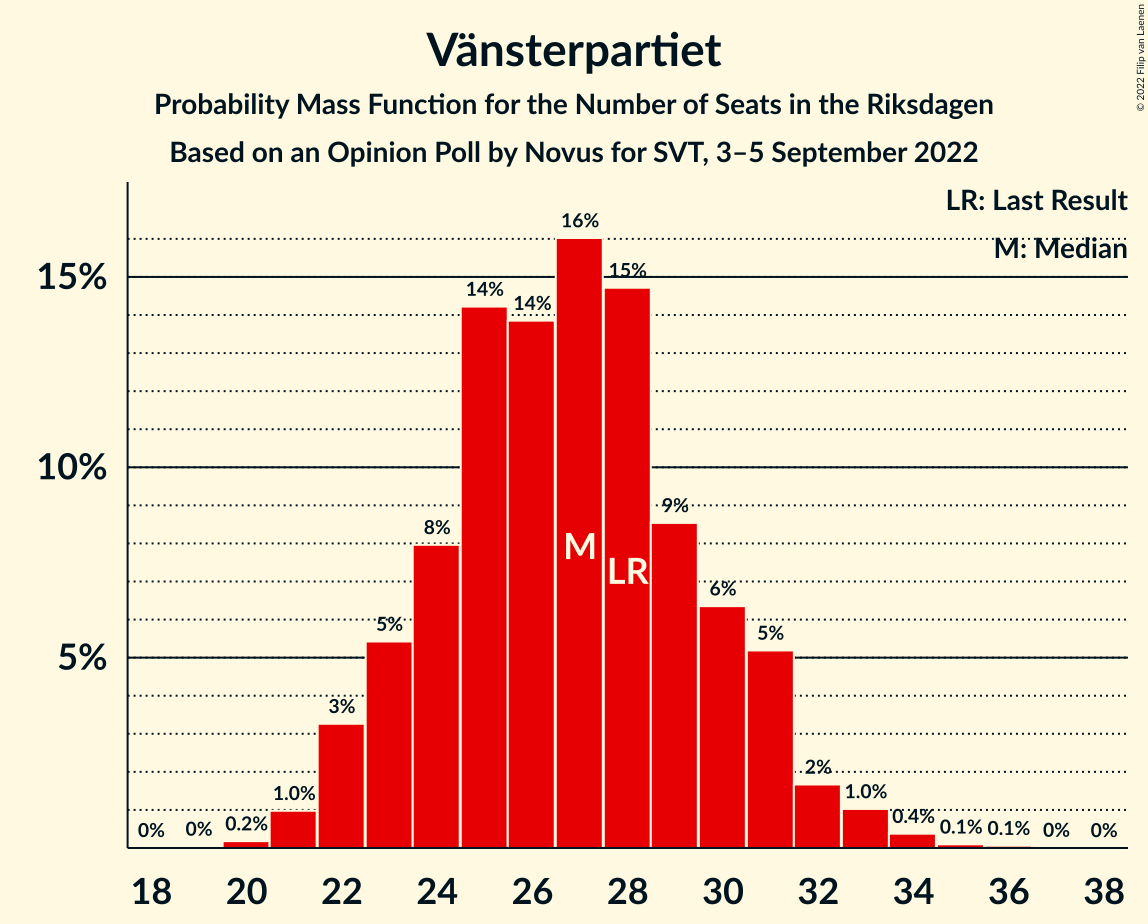 Vänsterpartiet
Probability Mass Function for the Number of Seats in the Riksdagen
Based on an Opinion Poll by Novus for SVT, 3–5 September 2022
© 2022 Filip van Laenen
LR: Last Result
M: Median
15%
10%
5%
0%
0%
0.2%
1.0%
3%
5%
8%
14%
14%
16%
15%
9%
6%
5%
2%
1.0%
0.4%
0.1%
0.1%
0%
0%
M
LR
18 20 22 24 26 28 30 32 34 36 38